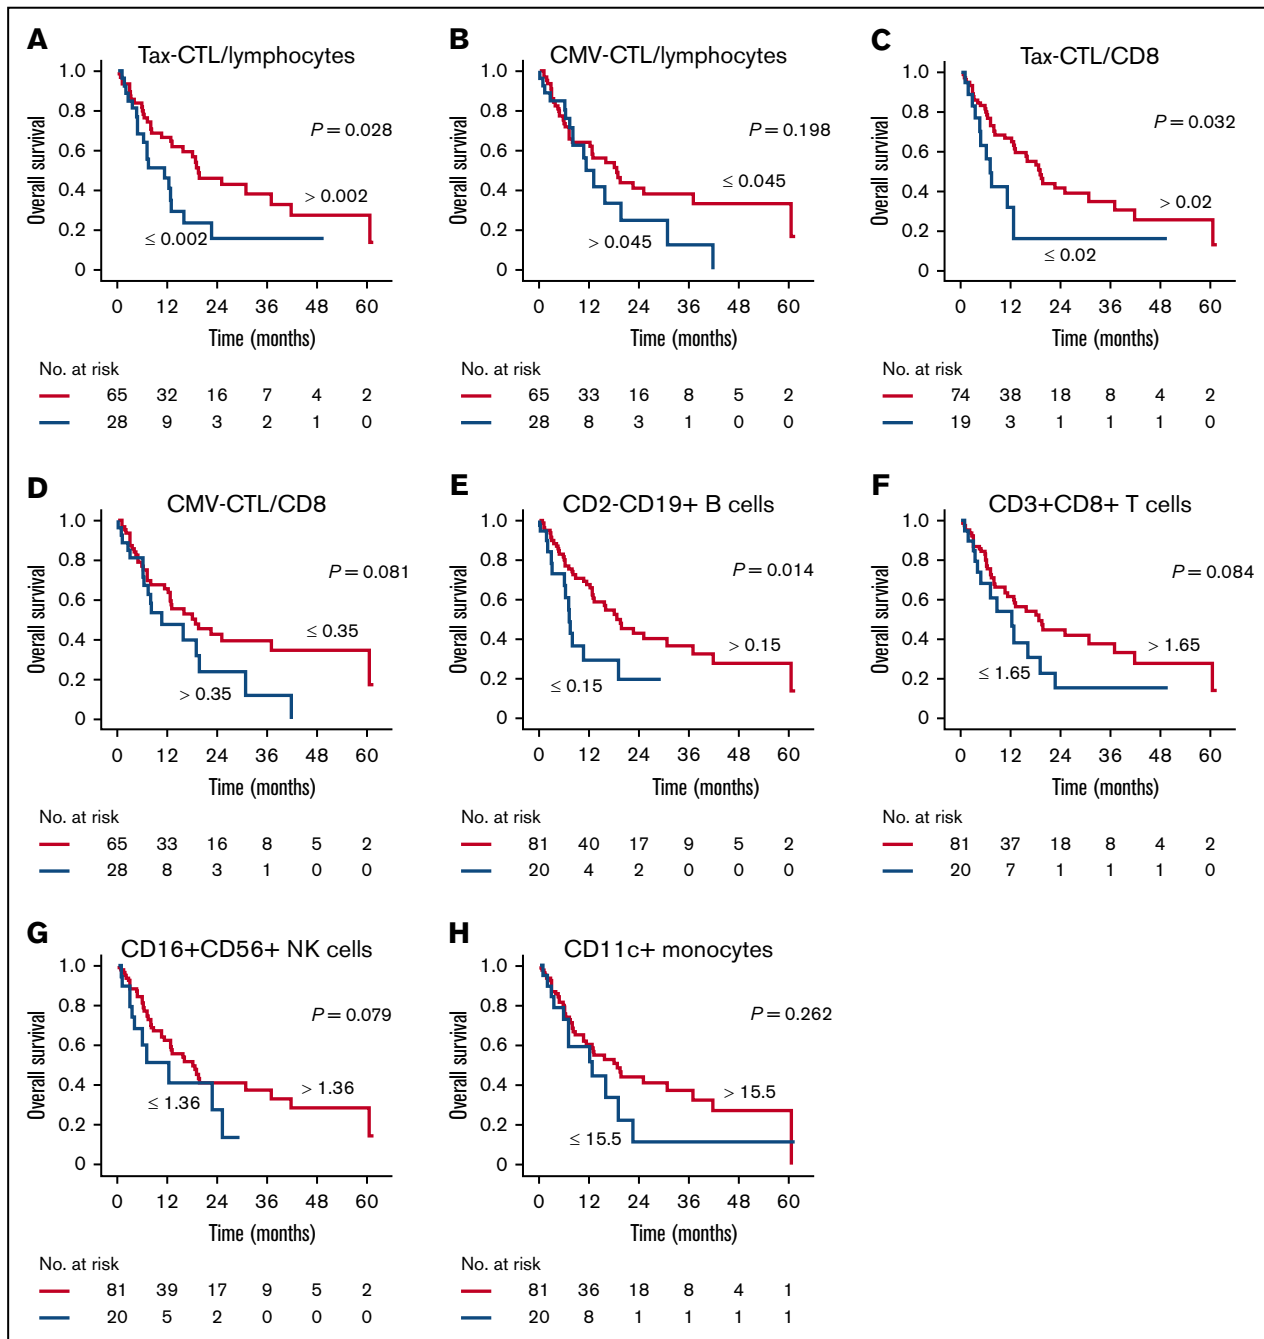 A
Tax-CTL/lymphocytes
Overall survival
1.0
0.8
0.6
0.4
0.2
0
P = 0.028
> 0.002
≤ 0.002
0 12 24 36 48 60
Time (months)
No. at risk
65 32 16 7 4 2
28 9 3 2 1 0
B
CMV-CTL/lymphocytes
Overall survival
1.0
0.8
0.6
0.4
0.2
0
P = 0.198
≤ 0.045
> 0.045
0 12 24 36 48 60
Time (months)
No. at risk
65 33 16 8 5 2
28 8 3 1 0 0
C
Tax-CTL/CD8
Overall survival
1.0
0.8
0.6
0.4
0.2
0
P = 0.032
> 0.02
≤ 0.02
0 12 24 36 48 60
Time (months)
No. at risk
74 38 18 8 4 2
19 3 1 1 1 0
D
CMV-CTL/CD8
Overall survival
1.0
0.8
0.6
0.4
0.2
0
P = 0.081
≤ 0.35
> 0.35
0 12 24 36 48 60
Time (months)
No. at risk
65 33 16 8 5 2
28 8 3 1 0 0
E
CD2-CD19+ B cells
Overall survival
1.0
0.8
0.6
0.4
0.2
0
P = 0.014
> 0.15
≤ 0.15
0 12 24 36 48 60
Time (months)
No. at risk
81 40 17 9 5 2
20 4 2 0 0 0
F
CD3+CD8+ T cells
Overall survival
1.0
0.8
0.6
0.4
0.2
0
P = 0.084
> 1.65
≤ 1.65
0 12 24 36 48 60
Time (months)
No. at risk
81 37 18 8 4 2
20 7 1 1 1 0
G
CD16+CD56+ NK cells
Overall survival
1.0
0.8
0.6
0.4
0.2
0
P = 0.079
> 1.36
≤ 1.36
0 12 24 36 48 60
Time (months)
No. at risk
81 39 17 9 5 2
20 5 2 0 0 0
H
CD11c+ monocytes
Overall survival
1.0
0.8
0.6
0.4
0.2
0
P = 0.262
> 15.5
≤ 15.5
0 12 24 36 48 60
Time (months)
No. at risk
81 36 18 8 4 1
20 8 1 1 1 1